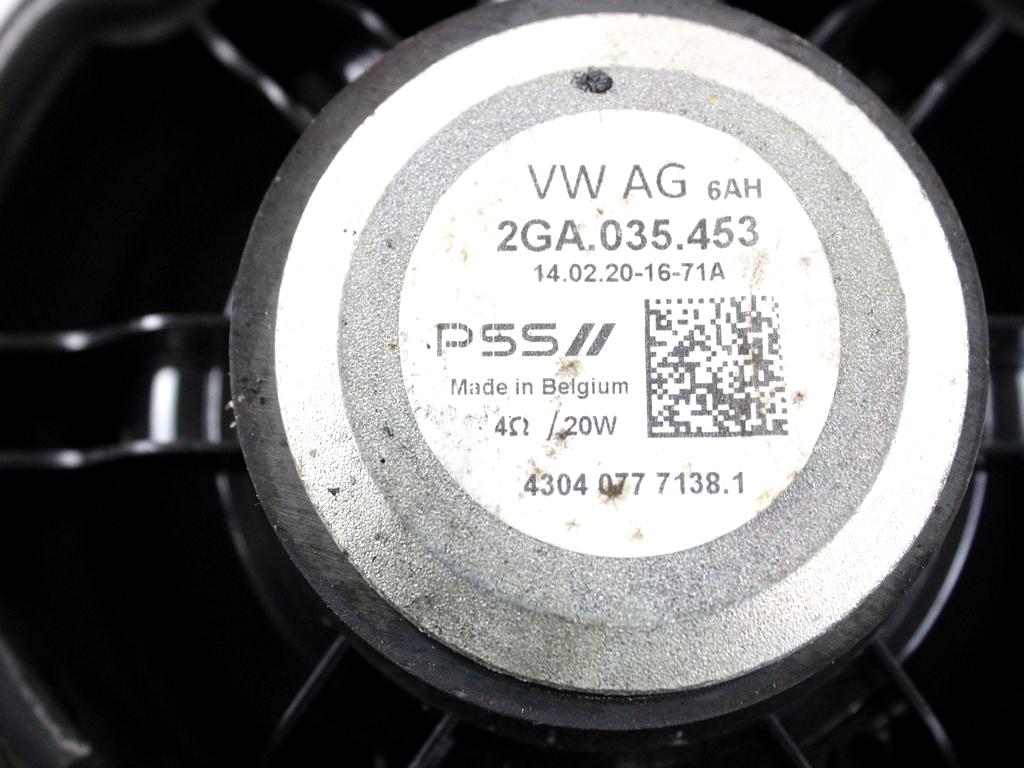 VW AG 6AH
2GA.035.453
14.02.20-16-71A
PSS//
Made in Belgium
4Ω / 20W
4304 077 7138.1